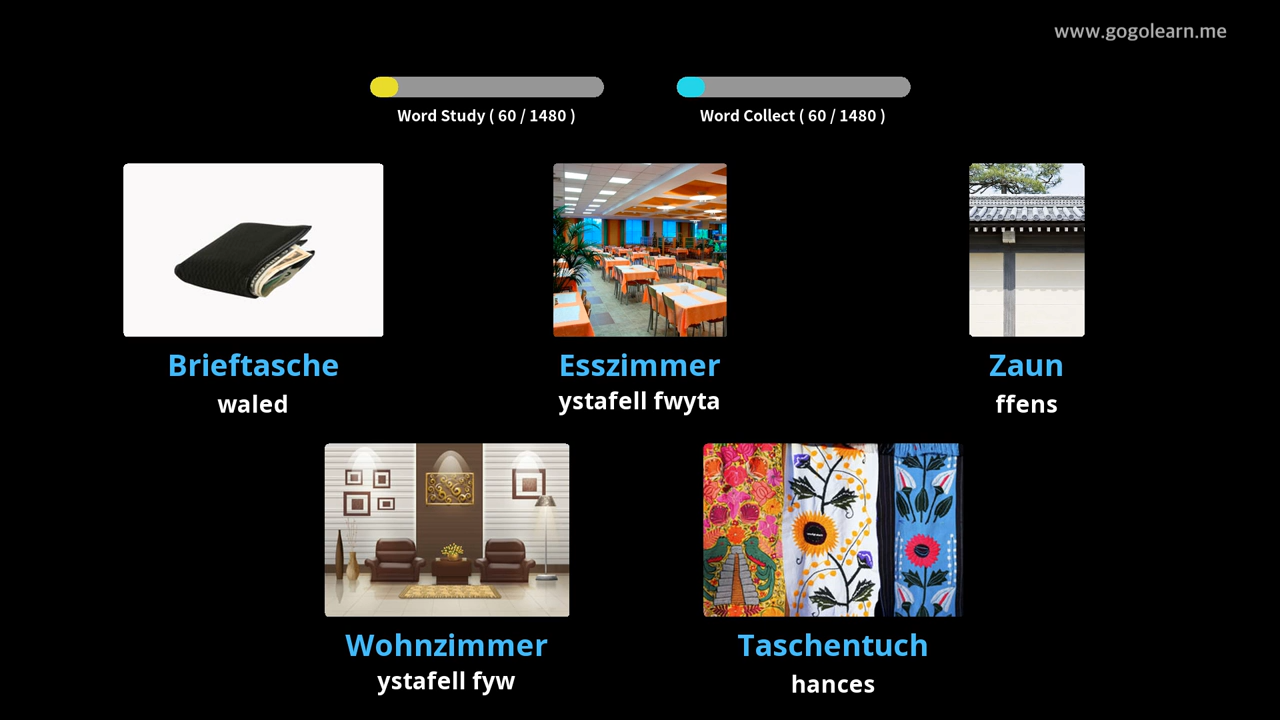 www.gogolearn.me
Word Study ( 60 / 1480 )
Word Collect ( 60 / 1480 )
Brieftasche
waled
Esszimmer
ystafell fwyta
Zaun
ffens
Wohnzimmer
ystafell fyw
Taschentuch
hances